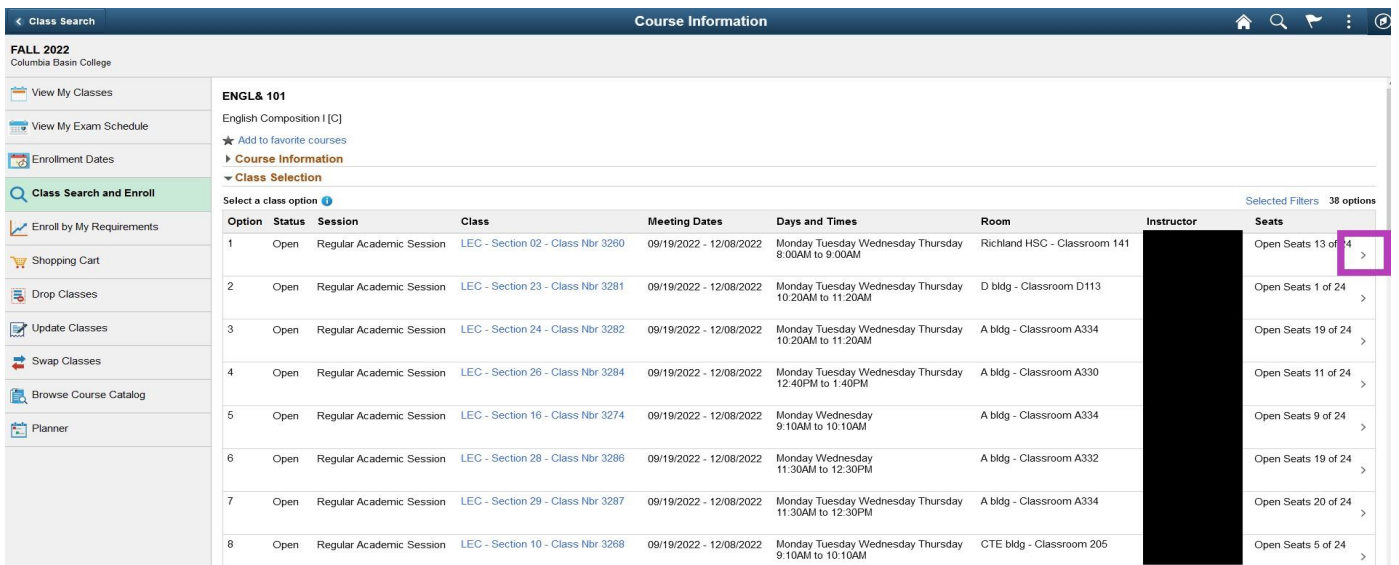 Class Search
Course Information
FALL 2022
Columbia Basin College
View My Classes
View My Exam Schedule
Enrollment Dates
Class Search and Enroll
Enroll by My Requirements
Shopping Cart
Drop Classes
Update Classes
Swap Classes
Browse Course Catalog
Planner
ENGL& 101
English Composition I [C]
Add to favorite courses
Course Information
Class Selection
Select a class option
Selected Filters 38 options
Option Status Session Class Meeting Dates Days and Times Room Instructor Seats
1 Open Regular Academic Session LEC - Section 02 - Class Nbr 3260 09/19/2022 - 12/08/2022 Monday Tuesday Wednesday Thursday Richland HSC - Classroom 141 Open Seats 13 of 24
8:00AM to 9:00AM
2 Open Regular Academic Session LEC - Section 23 - Class Nbr 3281 09/19/2022 - 12/08/2022 Monday Tuesday Wednesday Thursday D bldg - Classroom D113 Open Seats 1 of 24
10:20AM to 11:20AM
3 Open Regular Academic Session LEC - Section 24 - Class Nbr 3282 09/19/2022 - 12/08/2022 Monday Tuesday Wednesday Thursday A bldg - Classroom A334 Open Seats 19 of 24
10:20AM to 11:20AM
4 Open Regular Academic Session LEC - Section 26 - Class Nbr 3284 09/19/2022 - 12/08/2022 Monday Tuesday Wednesday Thursday A bldg - Classroom A330 Open Seats 11 of 24
12:40PM to 1:40PM
5 Open Regular Academic Session LEC - Section 16 - Class Nbr 3274 09/19/2022 - 12/08/2022 Monday Wednesday A bldg - Classroom A334 Open Seats 9 of 24
9:10AM to 10:10AM
6 Open Regular Academic Session LEC - Section 28 - Class Nbr 3286 09/19/2022 - 12/08/2022 Monday Wednesday A bldg - Classroom A332 Open Seats 19 of 24
11:30AM to 12:30PM
7 Open Regular Academic Session LEC - Section 29 - Class Nbr 3287 09/19/2022 - 12/08/2022 Monday Tuesday Wednesday Thursday A bldg - Classroom A334 Open Seats 20 of 24
11:30AM to 12:30PM
8 Open Regular Academic Session LEC - Section 10 - Class Nbr 3268 09/19/2022 - 12/08/2022 Monday Tuesday Wednesday Thursday CTE bldg - Classroom 205 Open Seats 5 of 24
9:10AM to 10:10AM